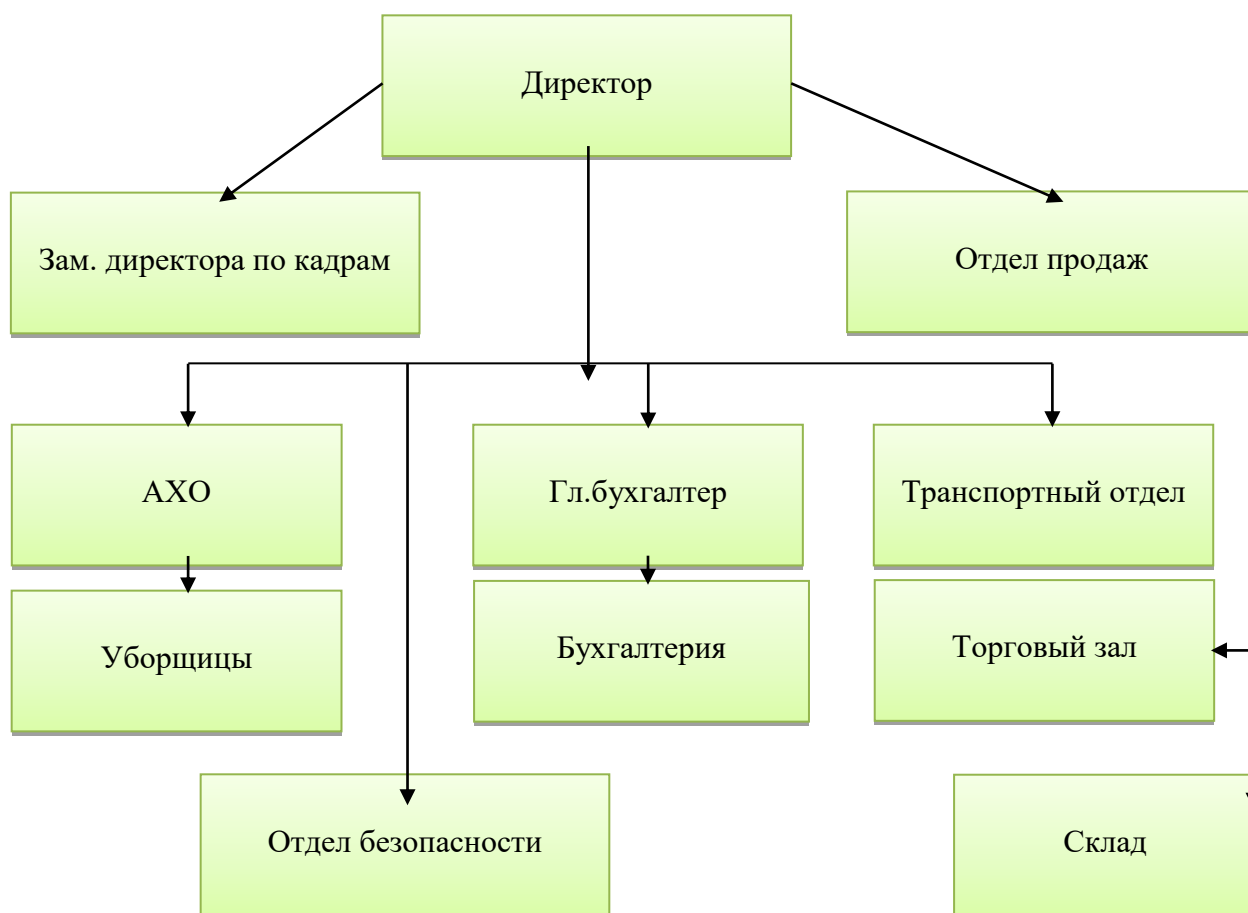 Директор
Зам. директора по кадрам
Отдел продаж
АХО
Гл.бухгалтер
Транспортный отдел
Уборщицы
Бухгалтерия
Торговый зал
Отдел безопасности
Склад